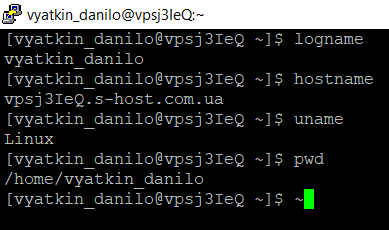 vyatkin_danilo@vpsj3IeQ:~
[vyatkin_danilo@vpsj3IeQ ~]$ logname
vyatkin_danilo
[vyatkin_danilo@vpsj3IeQ ~]$ hostname
vpsj3IeQ.s-host.com.ua
[vyatkin_danilo@vpsj3IeQ ~]$ uname
Linux
[vyatkin_danilo@vpsj3IeQ ~]$ pwd
/home/vyatkin_danilo
[vyatkin_danilo@vpsj3IeQ ~]$ ~